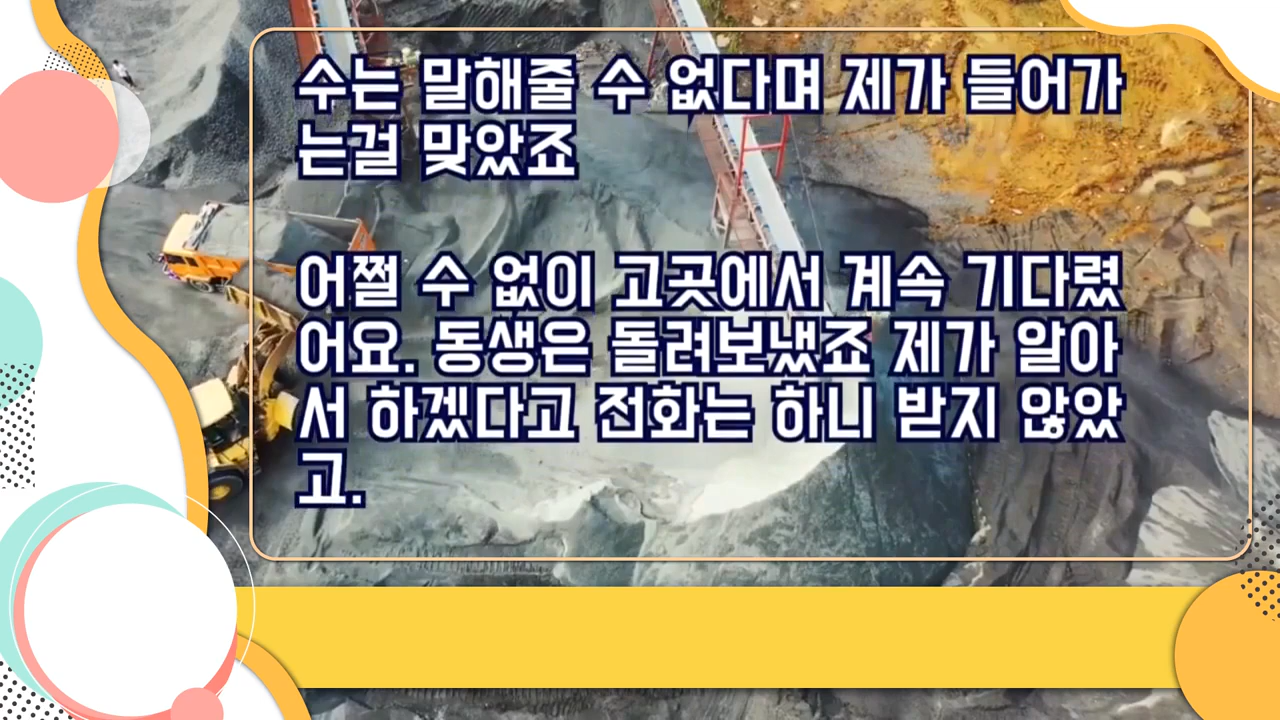 수는 말해줄 수 없다며 제가 들어가
는걸 맞았죠
어쩔 수 없이 고곳에서 계속 기다렸
어요. 동생은 돌려보냈죠 제가 알아
서 하겠다고 전화는 하니 받지 않았
고.